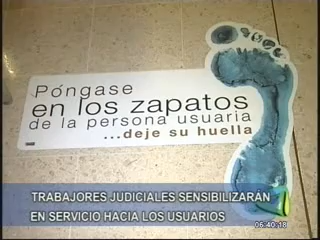 Póngase
en los zapatos
de la persona usuaria
...deje su huella
TRABAJORES JUDICIALES SENSIBILIZARÁN
EN SERVICIO HACIA LOS USUARIOS
06:40:18